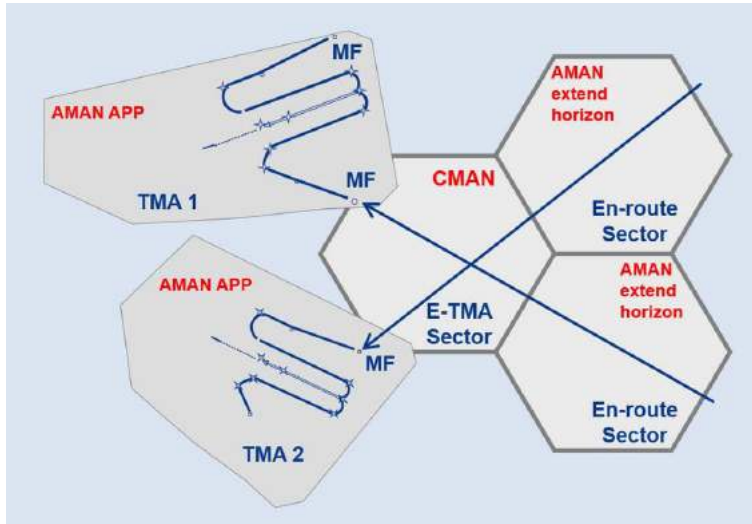 MF
AMAN APP
TMA 1
MF
AMAN
extend
horizon
CMAN
En-route
Sector
AMAN APP
E-TMA
Sector
MF
TMA 2
AMAN
extend
horizon
En-route
Sector